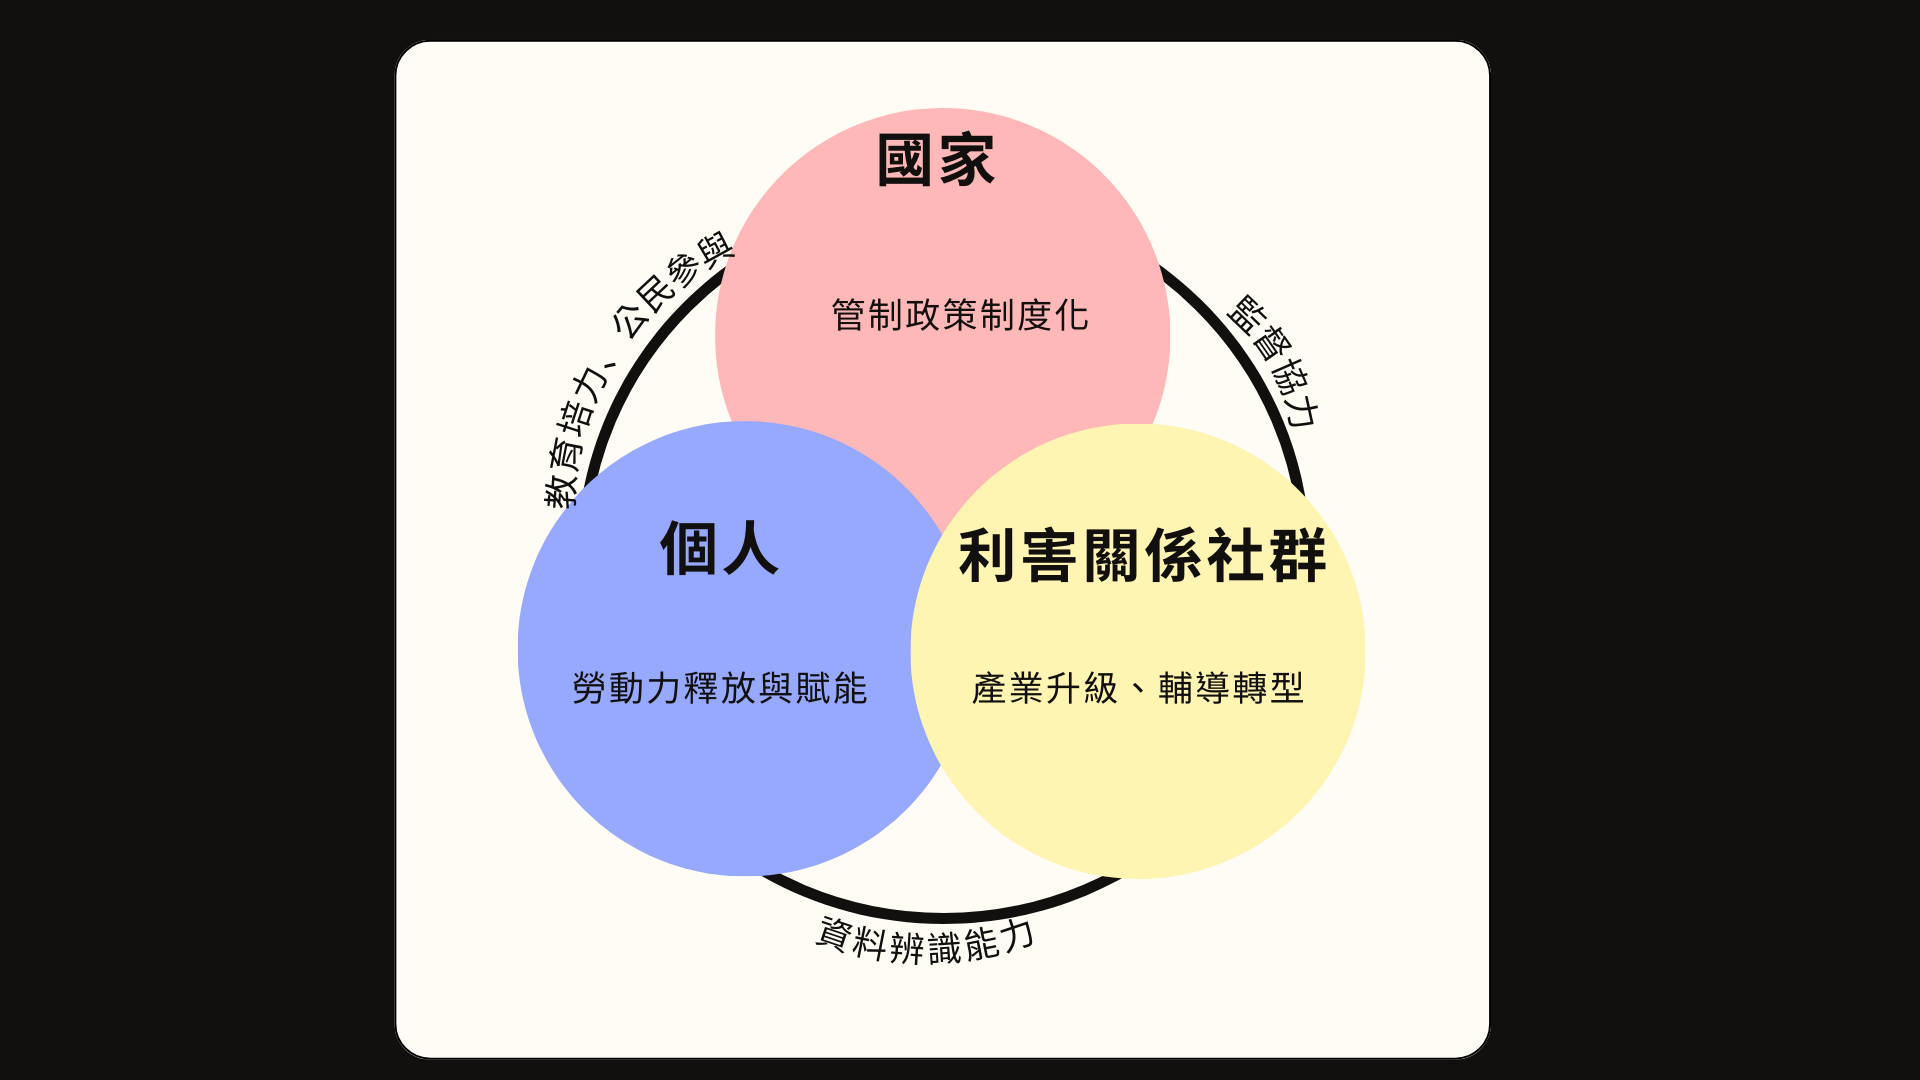 國家
管制政策制度化
教育培力、公民參與
監督協力
個人
勞動力釋放與賦能
利害關係社群
產業升級、輔導轉型
資料辨識能力